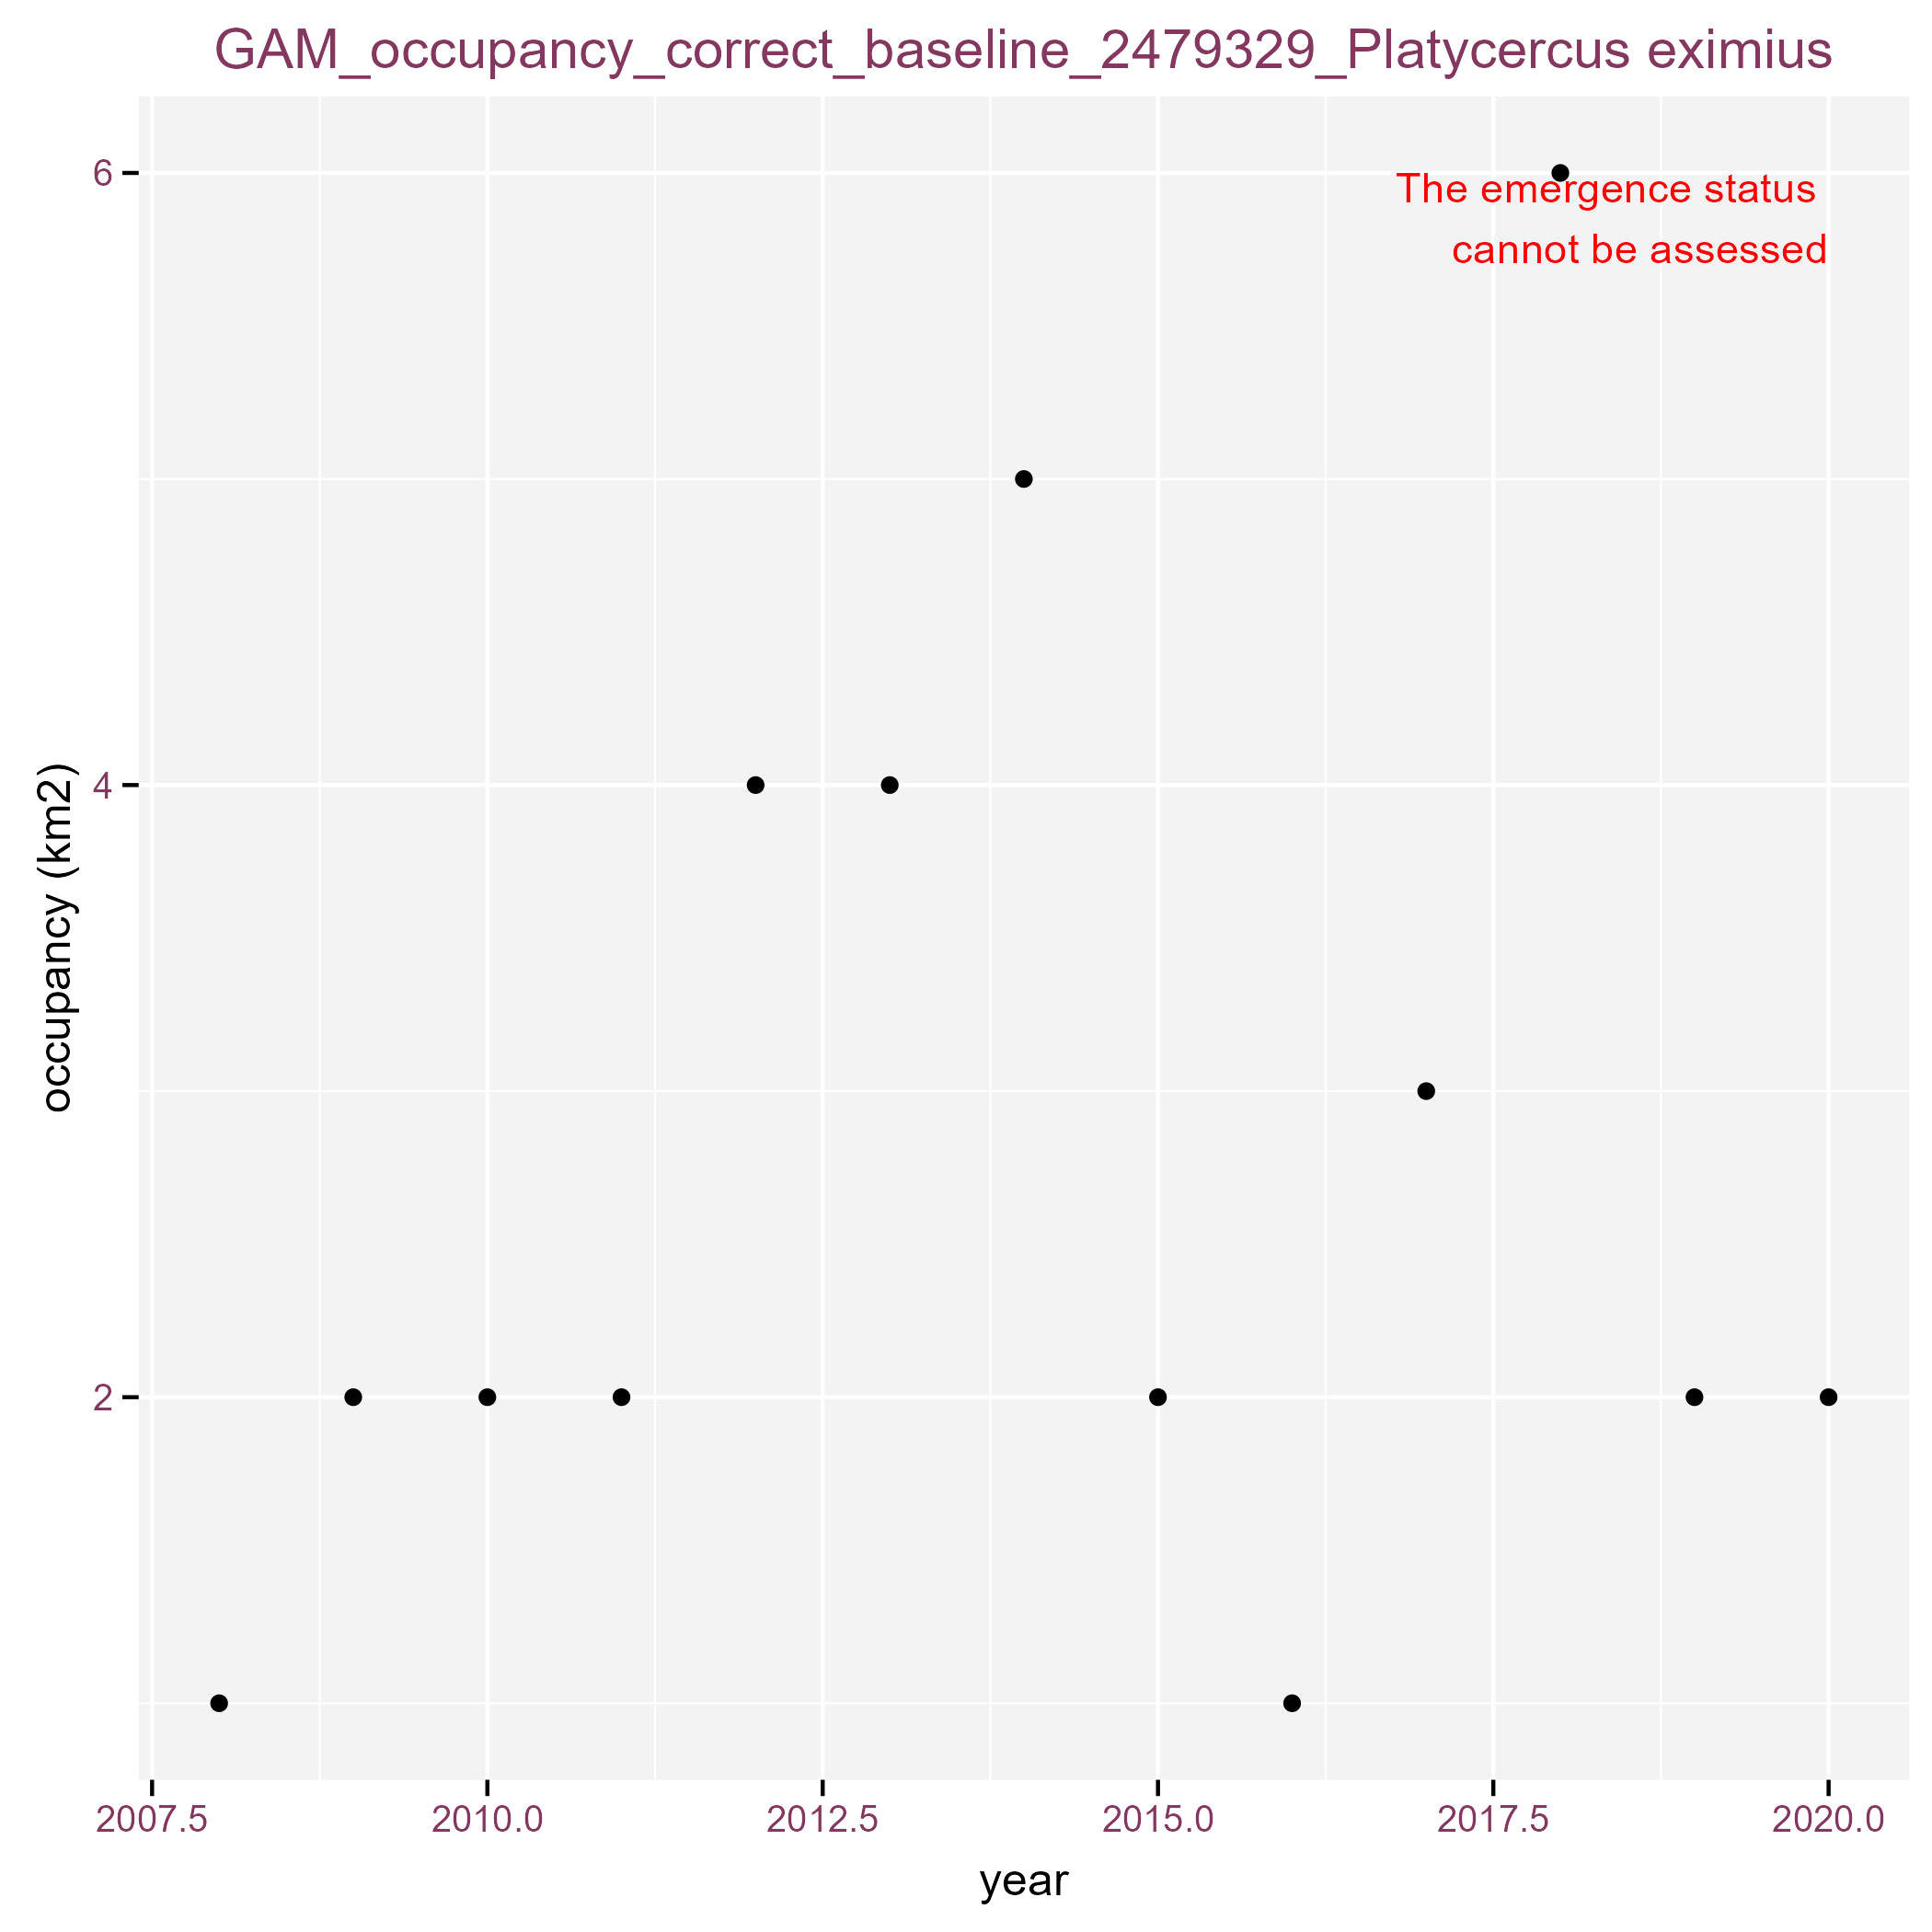 GAM_occupancy_correct_baseline_2479329_Platycercus eximius
6
The emergence status
cannot be assessed
4
occupancy (km2)
2
2007.5 2010.0 2012.5 2015.0 2017.5 2020.0
year